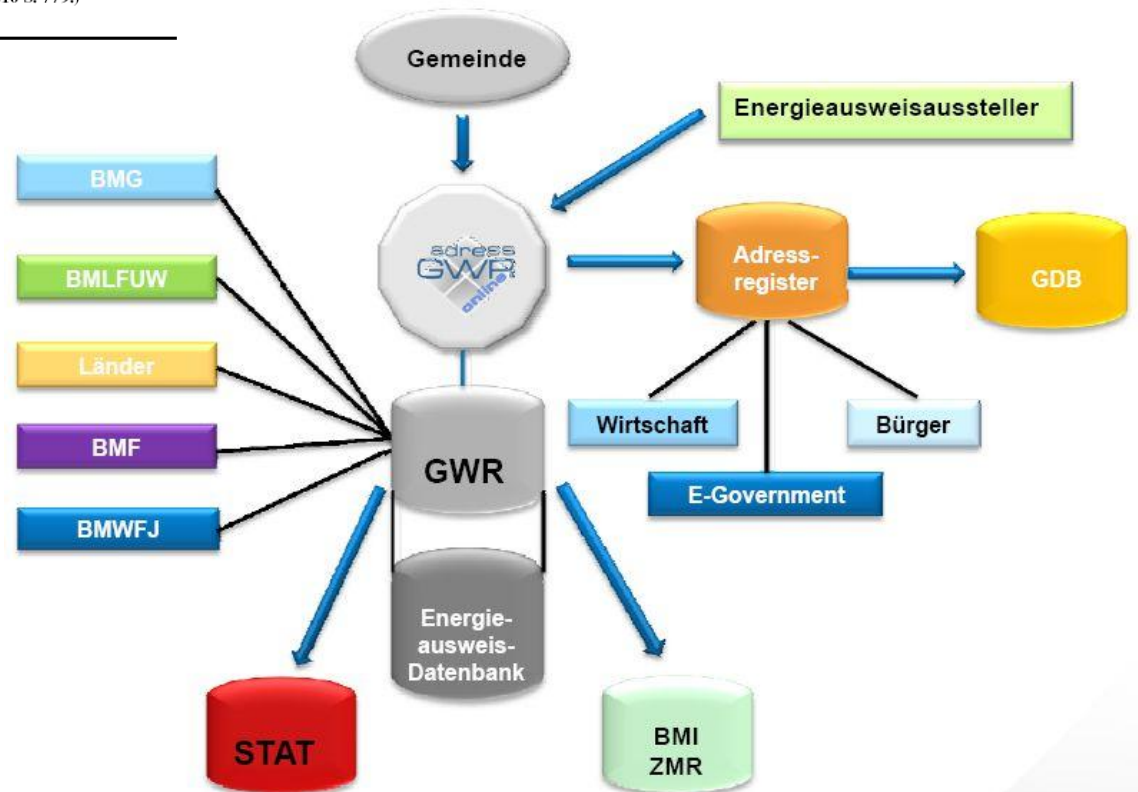 Gemeinde
Energieausweisaussteller
BMG
BMLFUW
Länder
BMF
BMWFJ
adress
GWR
online
Adress-
register
GDB
Wirtschaft
Bürger
E-Government
GWR
Energie-
ausweis-
Datenbank
STAT
BMI
ZMR